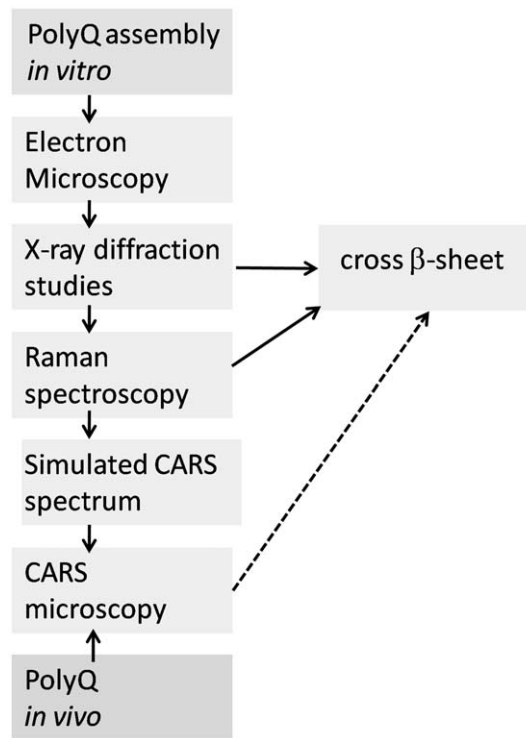 PolyQ assembly
in vitro
Electron
Microscopy
X-ray diffraction
studies
cross β-sheet
Raman
spectroscopy
Simulated CARS
spectrum
CARS
microscopy
PolyQ
in vivo